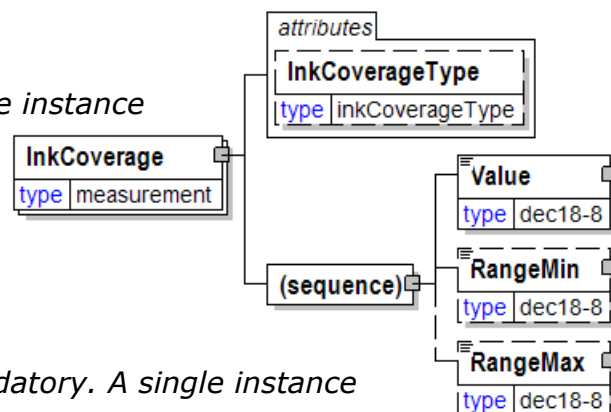 attributes
InkCoverageType
type inkCoverageType
e instance
InkCoverage
type measurement
(sequence)
Value
type dec18-8
RangeMin
type dec18-8
RangeMax
type dec18-8
datory. A single instance